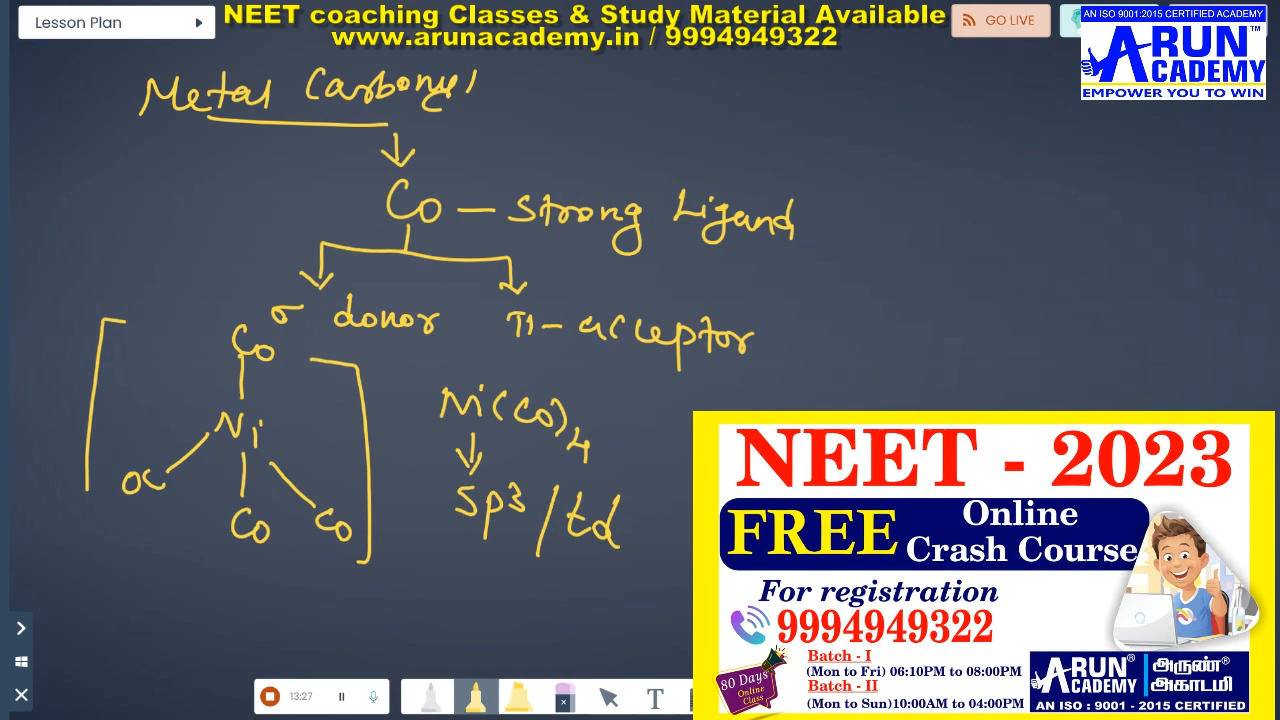 Lesson Plan
NEET coaching Classes & Study Material Available
www.arunacademy.in / 9994949322
GO LIVE
AN ISO 9001:2015 CERTIFIED ACADEMY
ARUN ACADEMY™
EMPOWER YOU TO WIN
Metal Carbonyl
Co — Strong Ligand
σ donor
π - acceptor
Co
Ni
OC
Co
Co
Ni(Co)4
Sp3 / td
NEET - 2023
FREE Online Crash Course
For registration
9994949322
Batch - I
(Mon to Fri) 06:10PM to 08:00PM
Batch - II
(Mon to Sun)10:00AM to 04:00PM
80 Days
Online
Class
ARUN ACADEMY®
அருண்®
அகாடமி
AN ISO : 9001 - 2015 CERTIFIED
13:27
T